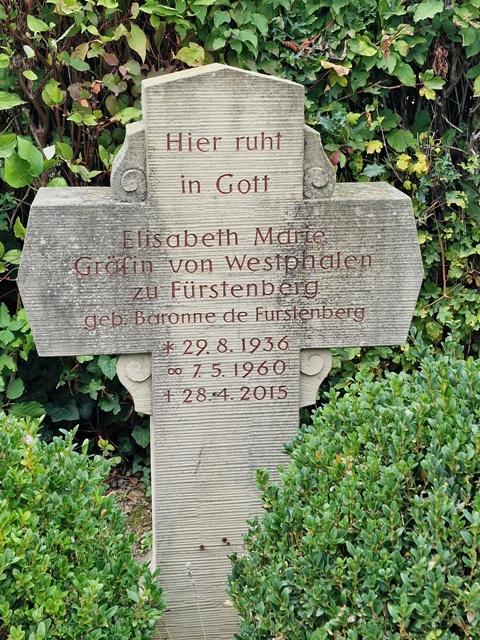 Hier ruht
in Gott
Elisabeth Marie
Gräfin von Westphalen
zu Fürstenberg
geb. Baronne de Furstenberg
* 29. 8. 1936
∞ 7. 5. 1960
† 28. 4. 2015